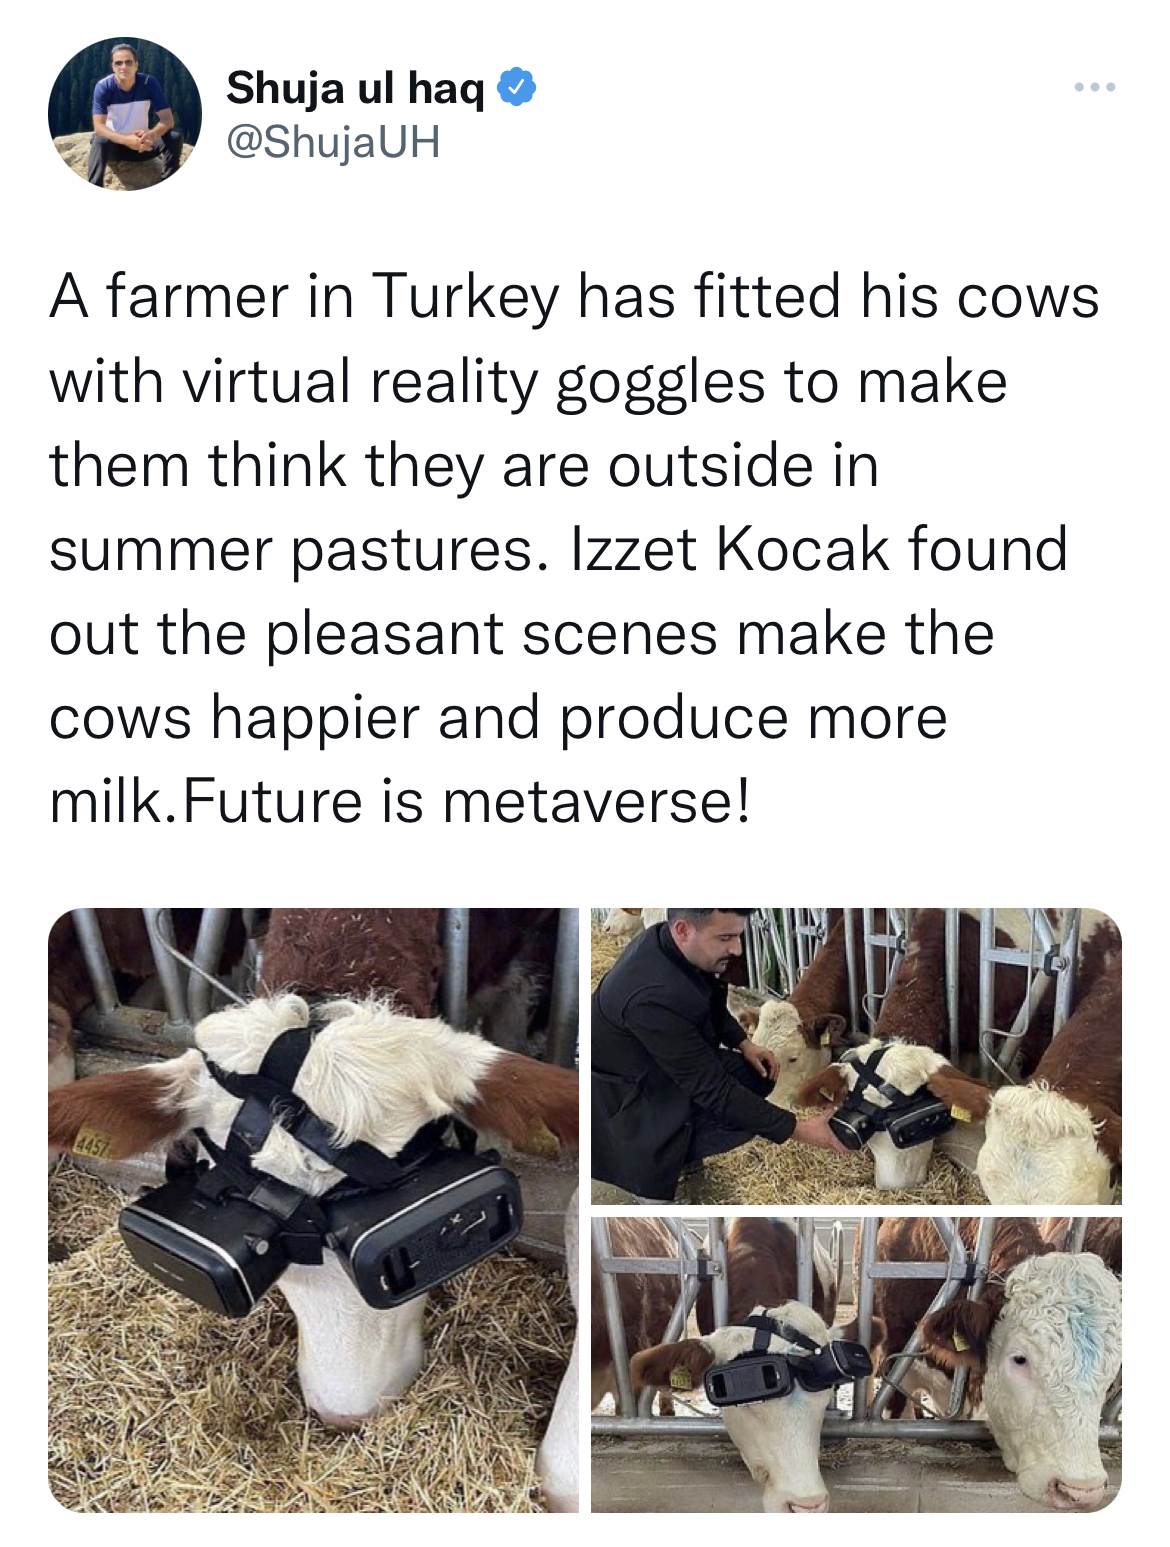 Shuja ul haq
@ShujaUH
A farmer in Turkey has fitted his cows
with virtual reality goggles to make
them think they are outside in
summer pastures. Izzet Kocak found
out the pleasant scenes make the
cows happier and produce more
milk.Future is metaverse!
4457